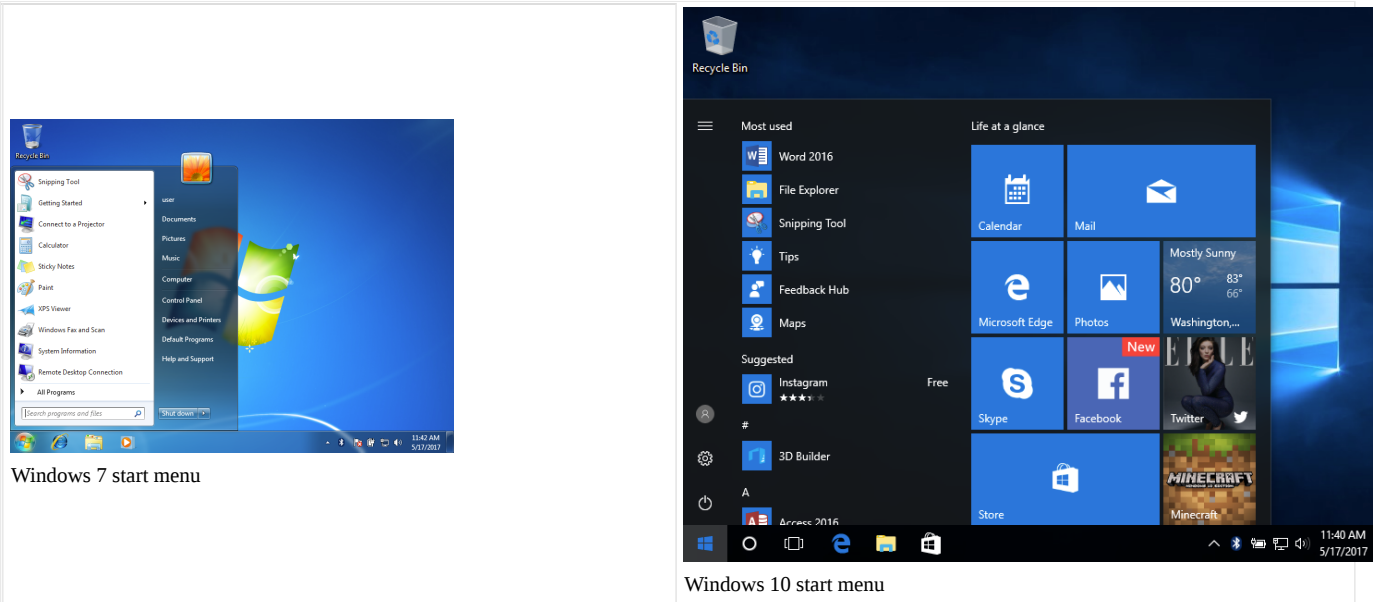 Recycle Bin
Snipping Tool
Getting Started
Connect to a Projector
Calculator
Sticky Notes
Paint
XPS Viewer
Windows Fax and Scan
System Information
Remote Desktop Connection
All Programs
Search programs and files
user
Documents
Pictures
Music
Computer
Control Panel
Devices and Printers
Default Programs
Help and Support
Shut down
11:42 AM
5/17/2017
Windows 7 start menu
Recycle Bin
Most used
Word 2016
File Explorer
Snipping Tool
Tips
Feedback Hub
Maps
Suggested
Instagram Free
#
3D Builder
A
Access 2016
Life at a glance
Calendar
Mail
Microsoft Edge
Photos
Mostly Sunny
80° 83°
66°
Washington,...
Skype
New
Facebook
ELLE
Twitter
Store
MINECRAFT
Minecraft
11:40 AM
5/17/2017
Windows 10 start menu